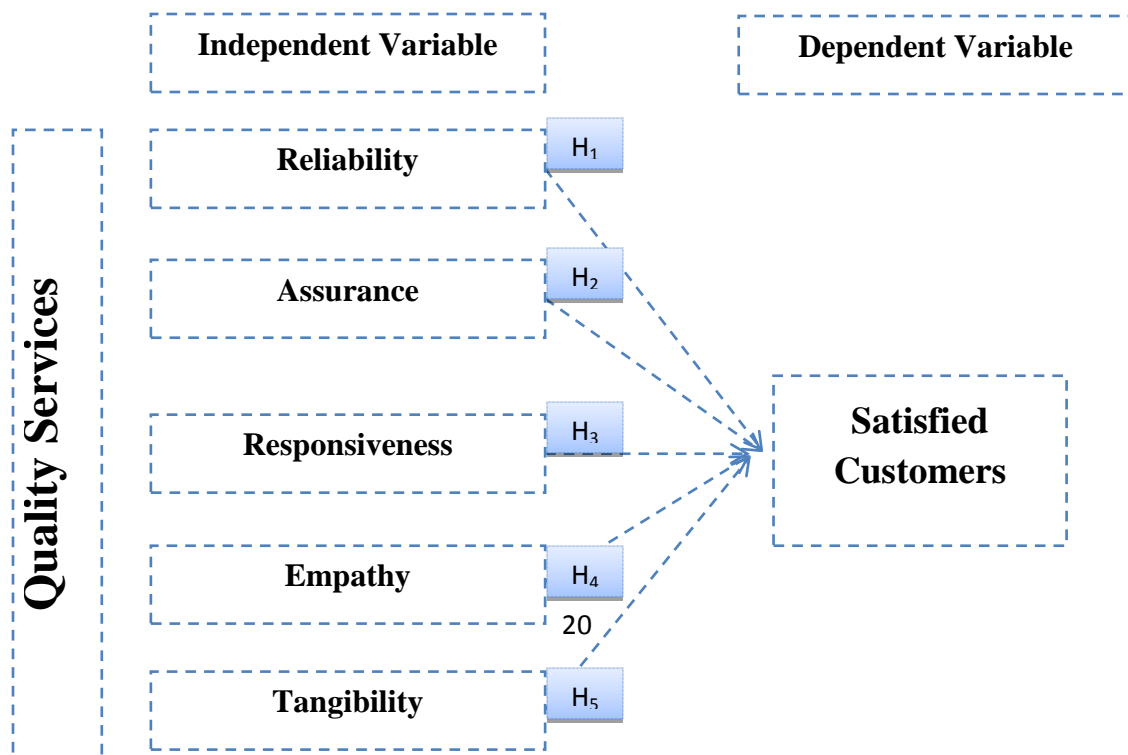 Independent Variable
Dependent Variable
Quality Services
Reliability
H₁
Assurance
H₂
Responsiveness
H₃
Satisfied
Customers
Empathy
H₄
20
Tangibility
H₅